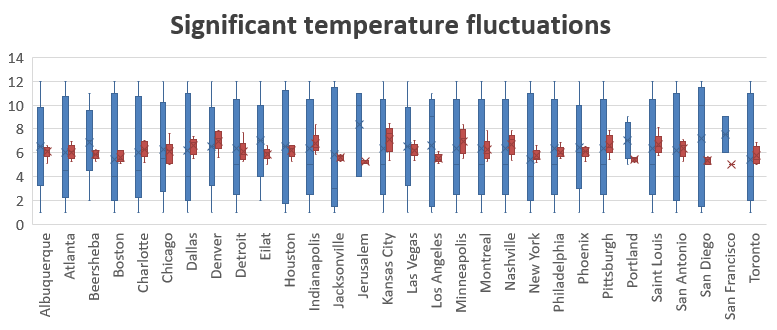 Significant temperature fluctuations
14
12
10
8
6
4
2
0
Albuquerque
Atlanta
Beersheba
Boston
Charlotte
Chicago
Dallas
Denver
Detroit
Eilat
Houston
Indianapolis
Jacksonville
Jerusalem
Kansas City
Las Vegas
Los Angeles
Minneapolis
Montreal
Nashville
New York
Philadelphia
Phoenix
Pittsburgh
Portland
Saint Louis
San Antonio
San Diego
San Francisco
Toronto